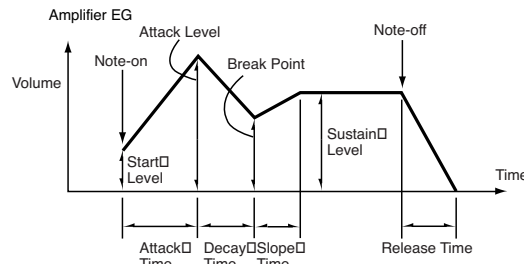 Amplifier EG
Attack Level
Note-on
Note-off
Break Point
Volume
Start
Level
Sustain
Level
Time
Attack
Time
Decay
Time
Slope
Time
Release Time